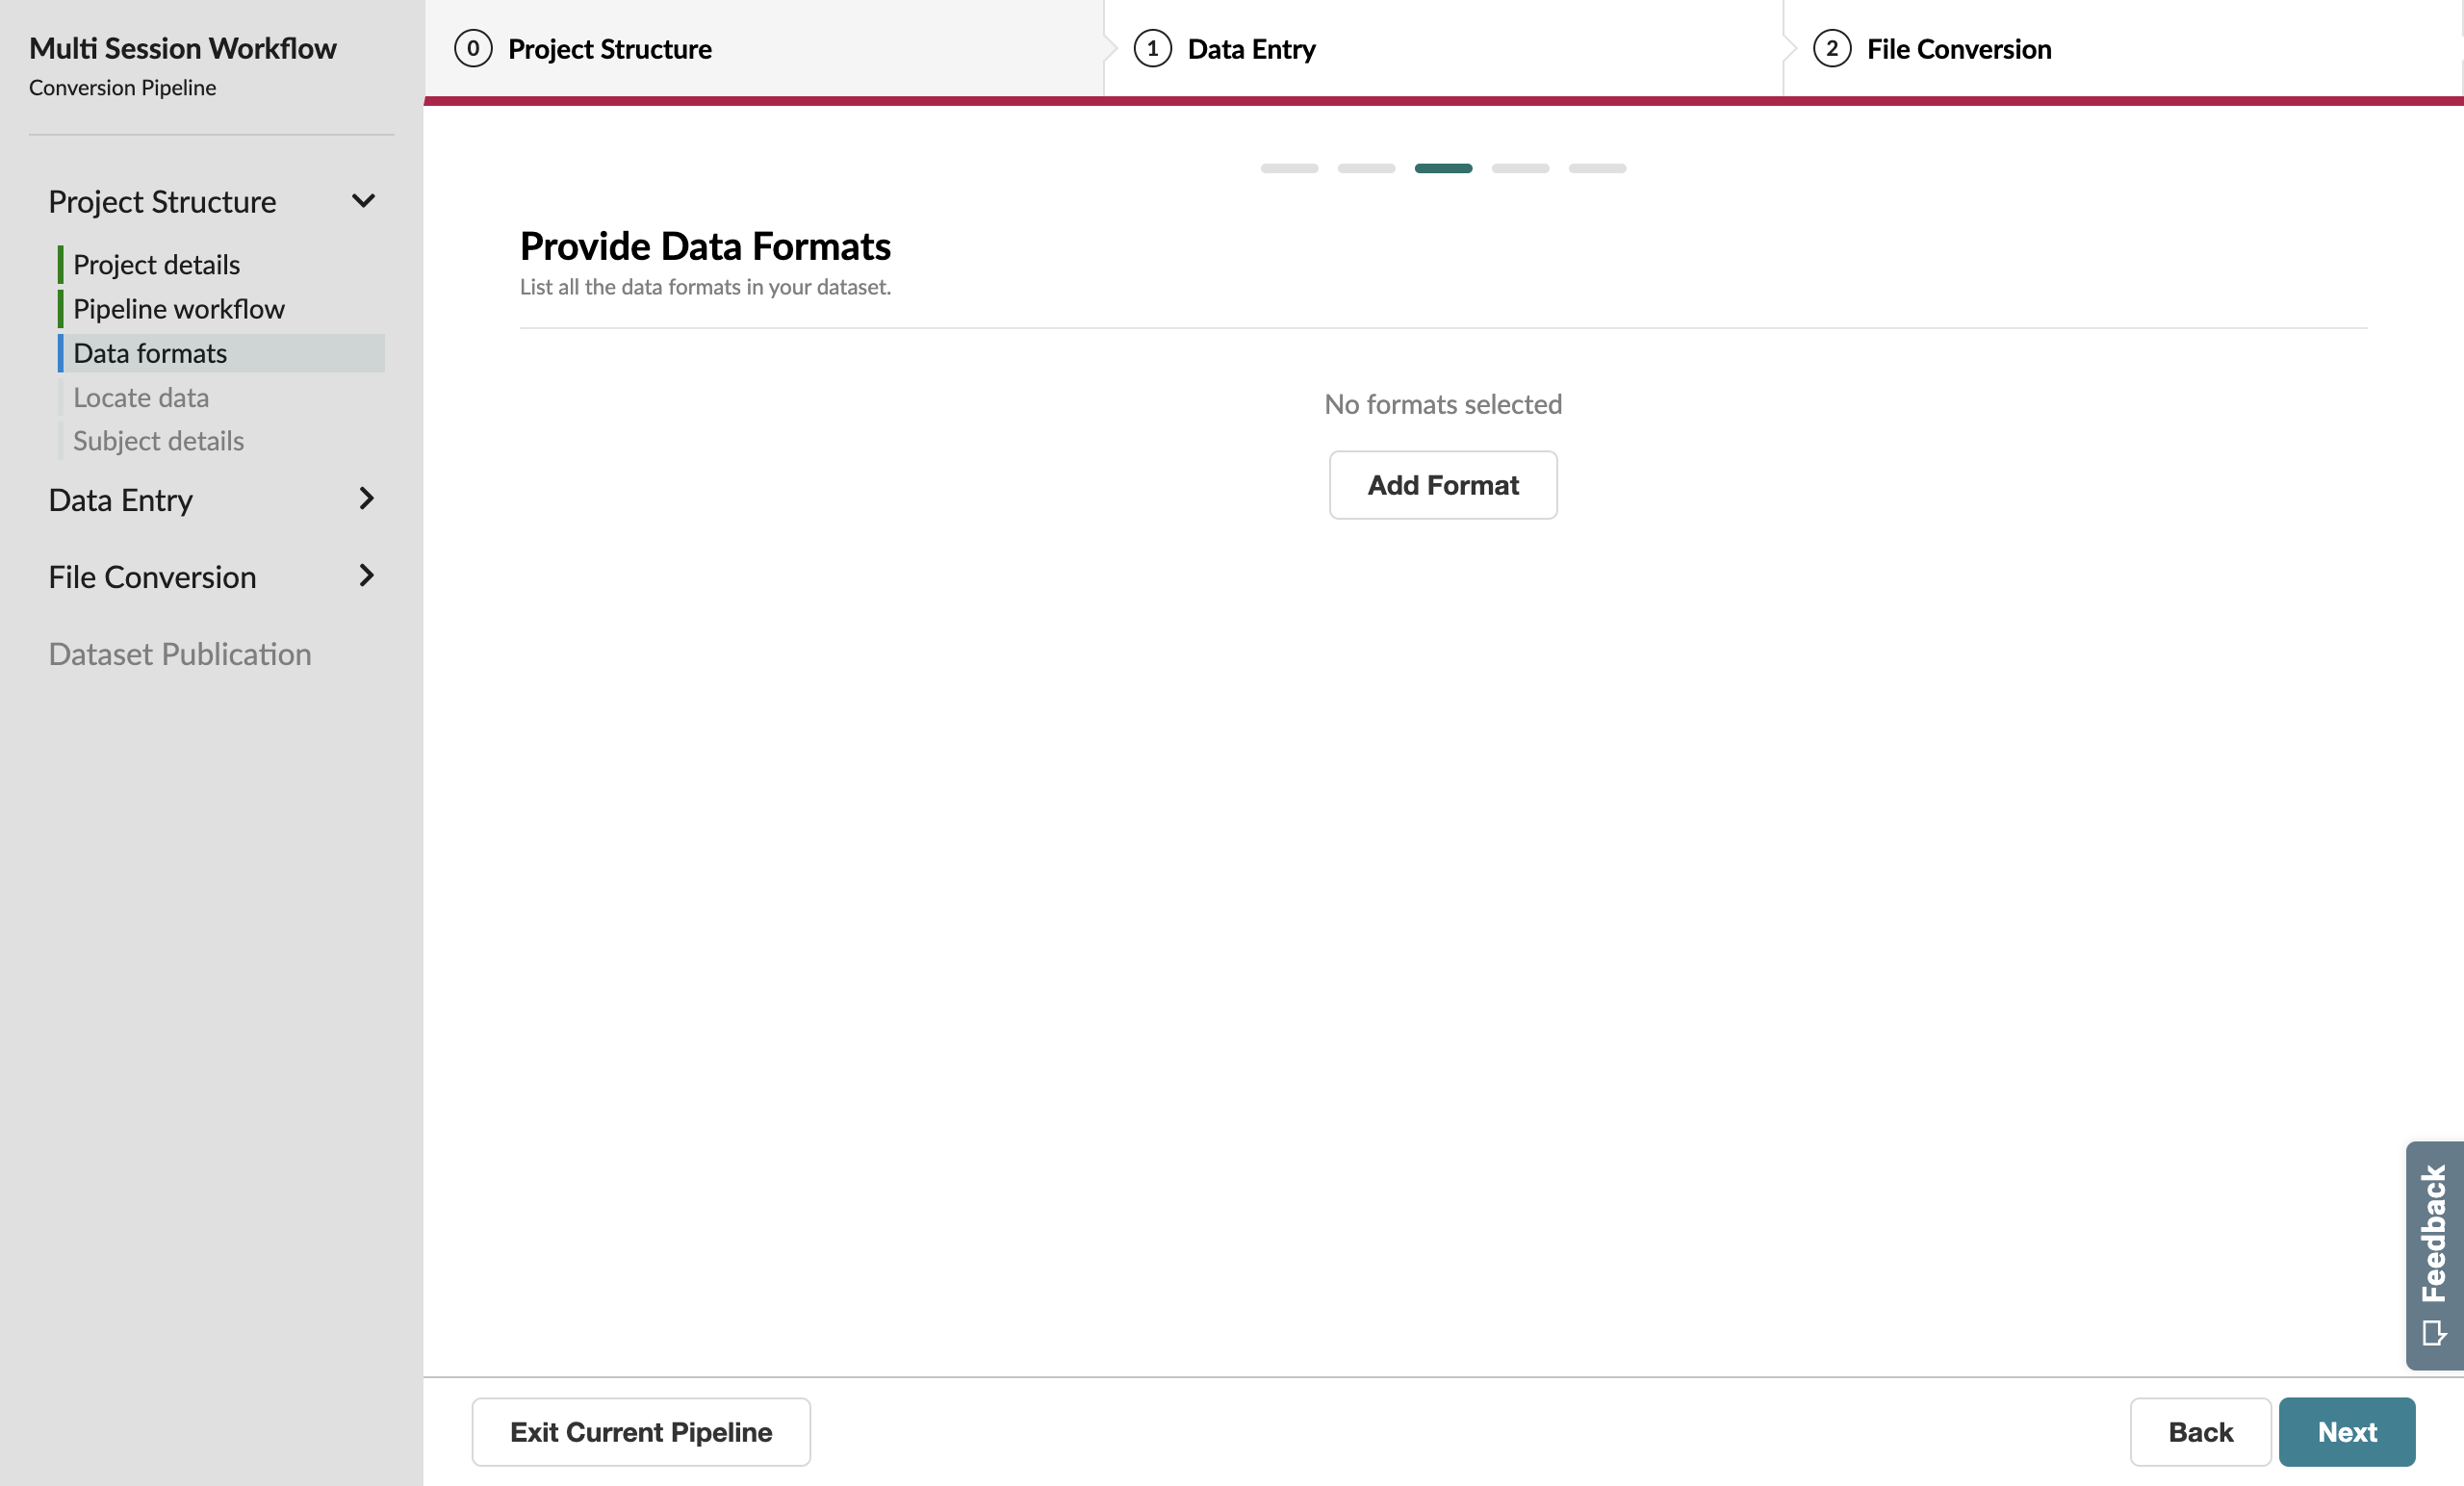 Multi Session Workflow
Conversion Pipeline
Project Structure
Project details
Pipeline workflow
Data formats
Locate data
Subject details
Data Entry
File Conversion
Dataset Publication
0 Project Structure
1 Data Entry
2 File Conversion
Provide Data Formats
List all the data formats in your dataset.
No formats selected
Add Format
Feedback
Exit Current Pipeline
Back
Next